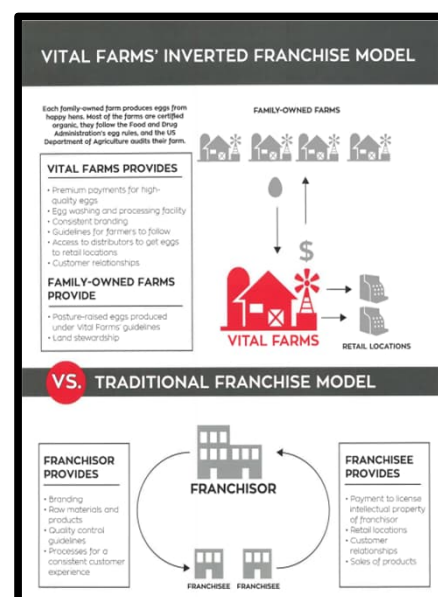 VITAL FARMS' INVERTED FRANCHISE MODEL
Each family-owned farm produces eggs from
happy hens. Most of the farms are certified
organic, they follow the Food and Drug
Administration's egg rules, and the US
Department of Agriculture audits their farm.
FAMILY-OWNED FARMS
VITAL FARMS PROVIDES
• Premium payments for high-
quality eggs
• Egg washing and processing facility
• Consistent branding
• Guidelines for farmers to follow
• Access to distributors to get eggs
to retail locations
• Customer relationships
FAMILY-OWNED FARMS
PROVIDE
• Pasture-raised eggs produced
under Vital Farms' guidelines
• Land stewardship
$
VITAL FARMS
RETAIL LOCATIONS
VS. TRADITIONAL FRANCHISE MODEL
FRANCHISOR
PROVIDES
• Branding
• Raw materials and
products
• Quality control
guidelines
• Processes for a
consistent customer
experience
FRANCHISOR
FRANCHISEE
FRANCHISEE
FRANCHISEE
PROVIDES
• Payment to license
intellectual property
of franchisor
• Retail locations
• Customer
relationships
• Sales of products